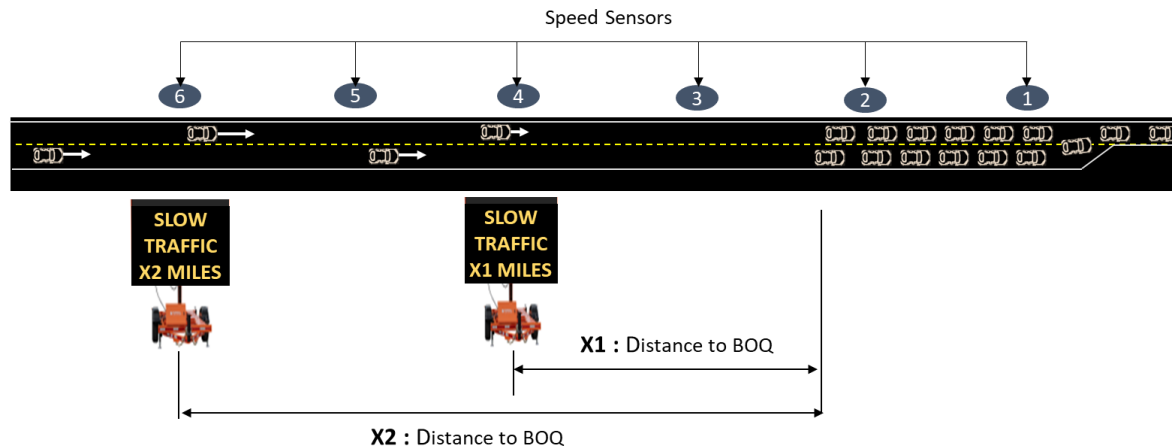 Speed Sensors
6
5
4
3
2
1
SLOW
TRAFFIC
X2 MILES
SLOW
TRAFFIC
X1 MILES
X1 : Distance to BOQ
X2 : Distance to BOQ